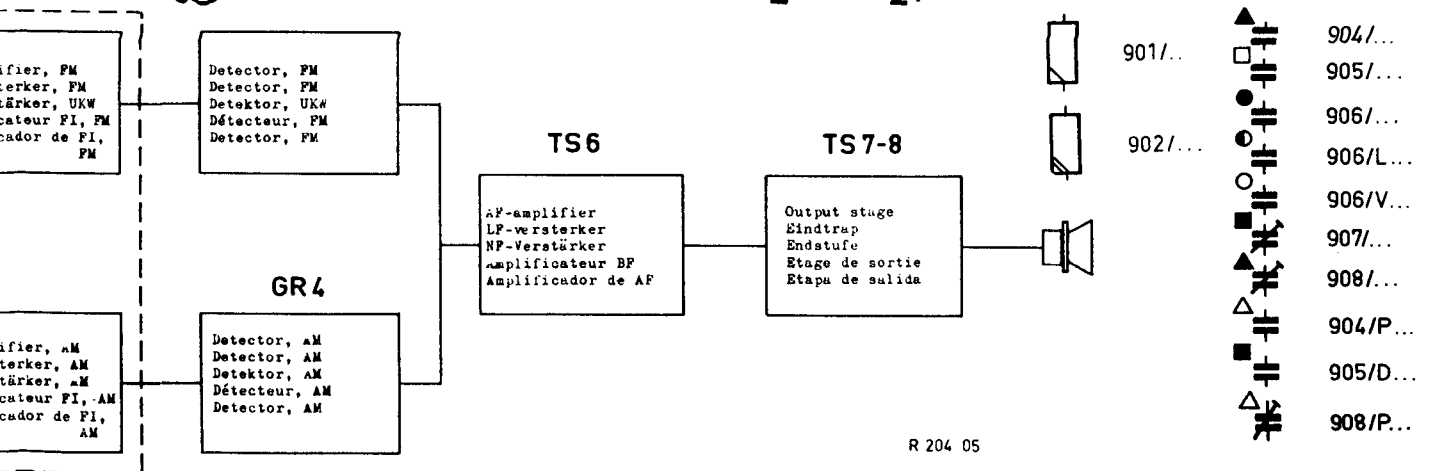 ifier, FM
terker, FM
tärker, UKW
cateur FI, FM
cador de FI,
FM
Detector, FM
Detector, FM
Detektor, UKW
Détecteur, FM
Detector, FM
ifier, AM
terker, AM
tärker, AM
cateur FI, AM
cador de FI,
AM
GR4
Detector, AM
Detector, AM
Detektor, AM
Détecteur, AM
Detector, AM
TS6
AF-amplifier
LF-versterker
NF-Verstärker
Amplificateur BF
Amplificador de AF
TS7-8
Output stage
Eindtrap
Endstufe
Etage de sortie
Etapa de salida
R 204 05
901/..
902/...
904/...
905/...
906/...
906/L...
906/V...
907/...
908/...
904/P...
905/D...
908/P...